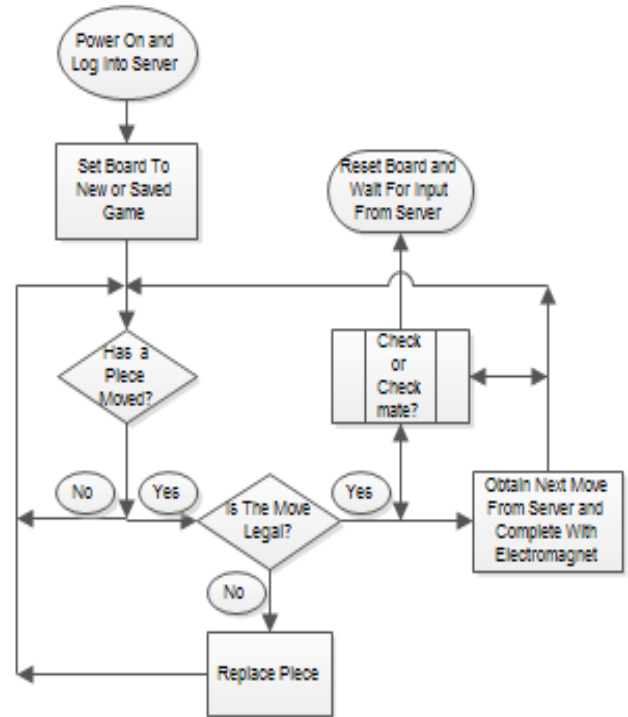 Power On and
Log Into Server
Set Board To
New or Saved
Game
Reset Board and
Wait For Input
From Server
Has a
Piece
Moved?
Check
or
Check
mate?
No
Yes
Is The Move
Legal?
Yes
Obtain Next Move
From Server and
Complete With
Electromagnet
No
Replace Piece